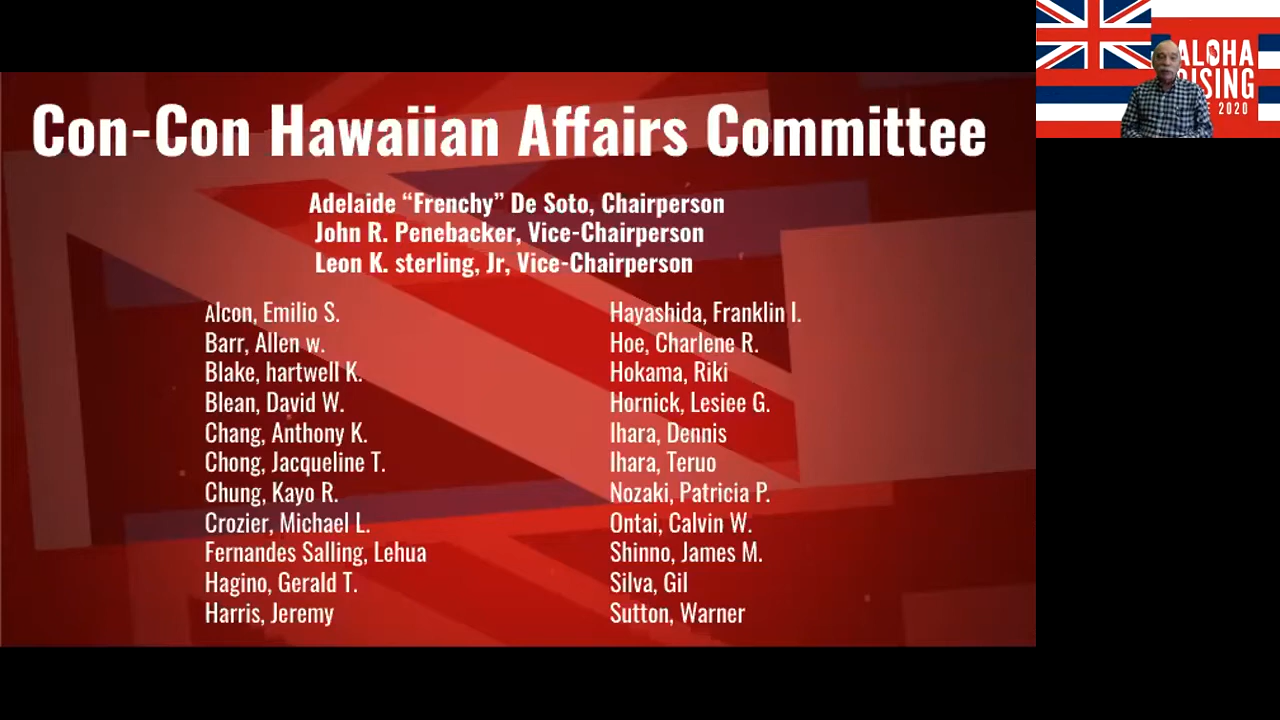 Con-Con Hawaiian Affairs Committee
Adelaide “Frenchy” De Soto, Chairperson
John R. Penebacker, Vice-Chairperson
Leon K. sterling, Jr, Vice-Chairperson
Alcon, Emilio S.
Barr, Allen w.
Blake, hartwell K.
Blean, David W.
Chang, Anthony K.
Chong, Jacqueline T.
Chung, Kayo R.
Crozier, Michael L.
Fernandes Salling, Lehua
Hagino, Gerald T.
Harris, Jeremy
Hayashida, Franklin I.
Hoe, Charlene R.
Hokama, Riki
Hornick, Lesiee G.
Ihara, Dennis
Ihara, Teruo
Nozaki, Patricia P.
Ontai, Calvin W.
Shinno, James M.
Silva, Gil
Sutton, Warner
ALOHA
ISING
2020